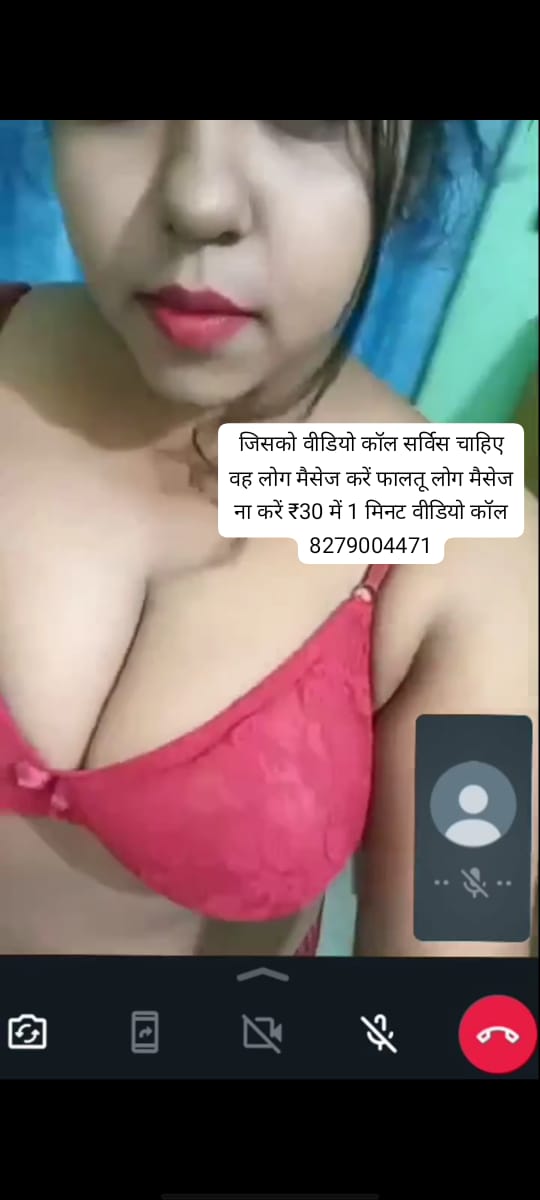 जिसको वीडियो कॉल सर्विस चाहिए
वह लोग मैसेज करें फालतू लोग मैसेज
ना करें ₹30 में 1 मिनट वीडियो कॉल
8279004471